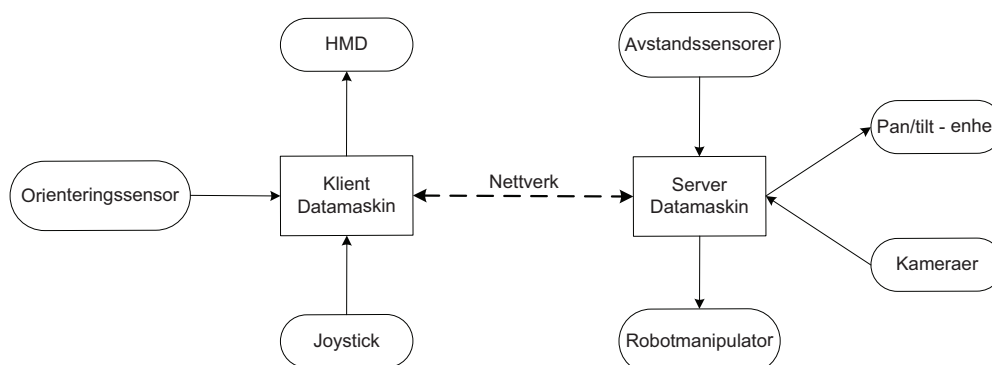 HMD
Avstandssensorer
Pan/tilt - enhe
Orienteringssensor
Klient
Datamaskin
Nettverk
Server
Datamaskin
Kameraer
Joystick
Robotmanipulator